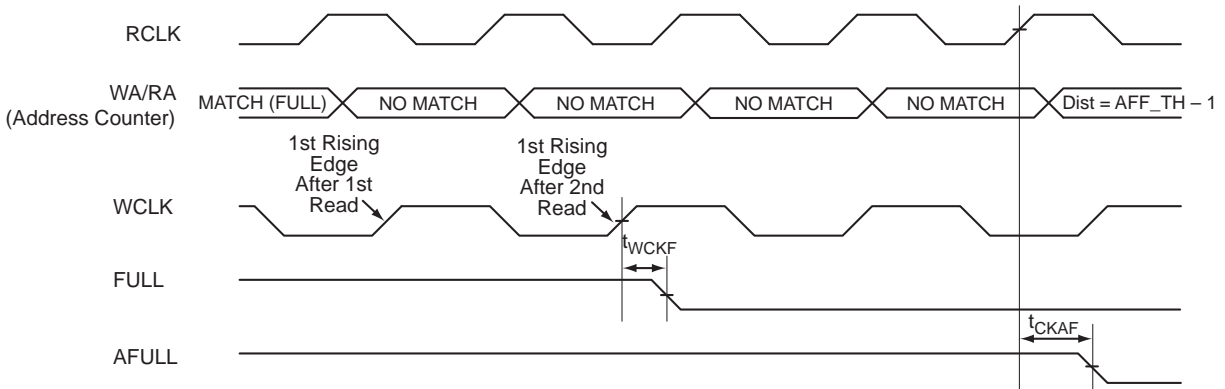 RCLK
WA/RA
(Address Counter)
MATCH (FULL)
NO MATCH
NO MATCH
NO MATCH
NO MATCH
Dist = AFF_TH – 1
1st Rising
Edge
After 1st
Read
1st Rising
Edge
After 2nd
Read
WCLK
tWCKF
FULL
tCKAF
AFULL